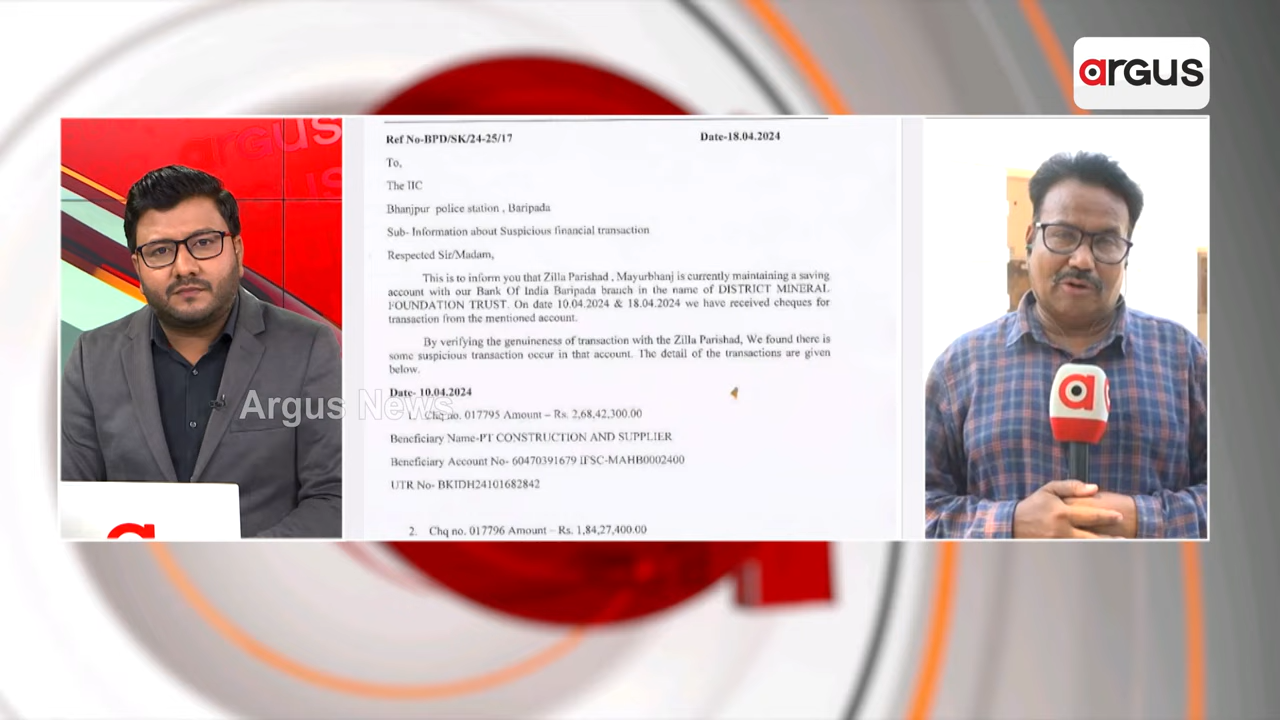 argus
argus
Ref No-BPD/SK/24-25/17
Date-18.04.2024
To,
The IIC
Bhanjpur police station , Baripada
Sub- Information about Suspicious financial transaction
Respected Sir/Madam,
This is to inform you that Zilla Parishad , Mayurbhanj is currently maintaining a saving
account with our Bank Of India Baripada branch in the name of DISTRICT MINERAL
FOUNDATION TRUST. On date 10.04.2024 & 18.04.2024 we have received cheques for
transaction from the mentioned account.
By verifying the genuineness of transaction with the Zilla Parishad, We found there is
some suspicious transaction occur in that account. The detail of the transactions are given
below.
Date- 10.04.2024
Argus News
1. Chq no. 017795 Amount – Rs. 2,68,42,300.00
Beneficiary Name-PT CONSTRUCTION AND SUPPLIER
Beneficiary Account No- 60470391679 IFSC-MAHB0002400
UTR No- BKIDH24101682842
2. Chq no. 017796 Amount – Rs. 1,84,27,400.00